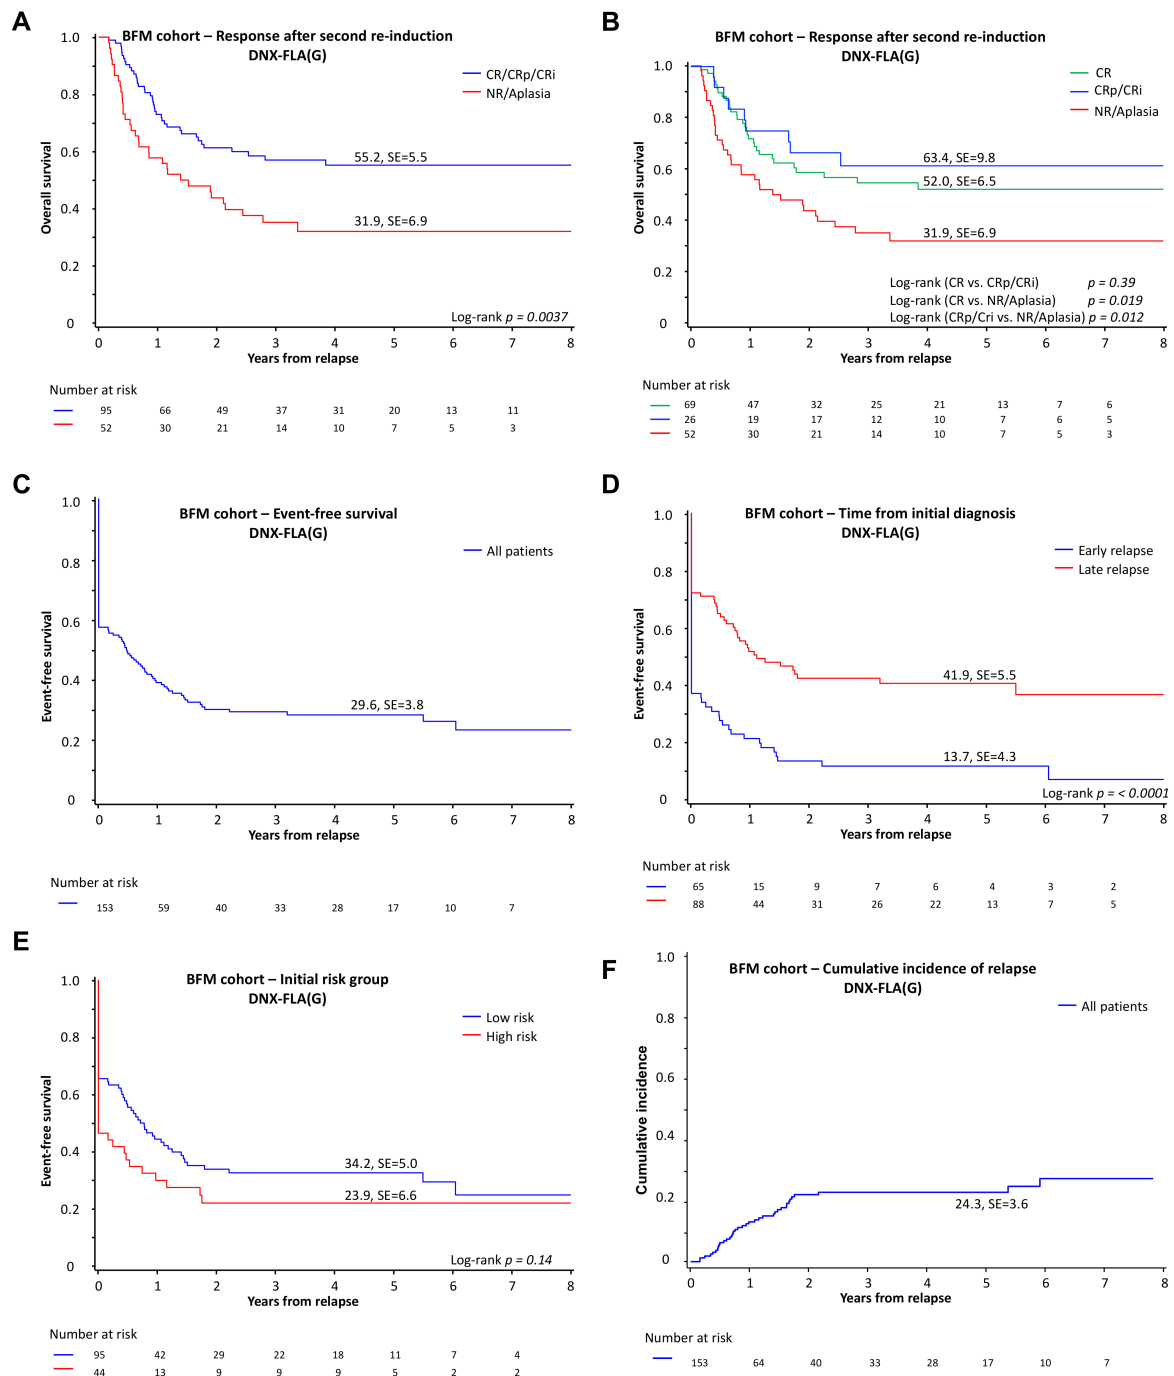 A
BFM cohort – Response after second re-induction
DNX-FLA(G)
CR/CRp/CRi
NR/Aplasia
Overall survival
1.0
0.8
0.6
0.4
0.2
0
55.2, SE=5.5
31.9, SE=6.9
Log-rank p = 0.0037
0 1 2 3 4 5 6 7 8
Years from relapse
Number at risk
95 66 49 37 31 20 13 11
52 30 21 14 10 7 5 3
B
BFM cohort – Response after second re-induction
DNX-FLA(G)
CR
CRp/CRi
NR/Aplasia
Overall survival
1.0
0.8
0.6
0.4
0.2
0
63.4, SE=9.8
52.0, SE=6.5
31.9, SE=6.9
Log-rank (CR vs. CRp/CRi) p = 0.39
Log-rank (CR vs. NR/Aplasia) p = 0.019
Log-rank (CRp/Cri vs. NR/Aplasia) p = 0.012
0 1 2 3 4 5 6 7 8
Years from relapse
Number at risk
69 47 32 25 21 13 7 6
26 19 17 12 10 7 6 5
52 30 21 14 10 7 5 3
C
BFM cohort – Event-free survival
DNX-FLA(G)
All patients
Event-free survival
1.0
0.8
0.6
0.4
0.2
0
29.6, SE=3.8
0 1 2 3 4 5 6 7 8
Years from relapse
Number at risk
153 59 40 33 28 17 10 7
D
BFM cohort – Time from initial diagnosis
DNX-FLA(G)
Early relapse
Late relapse
Event-free survival
1.0
0.8
0.6
0.4
0.2
0
41.9, SE=5.5
13.7, SE=4.3
Log-rank p = < 0.0001
0 1 2 3 4 5 6 7 8
Years from relapse
Number at risk
65 15 9 7 6 4 3 2
88 44 31 26 22 13 7 5
E
BFM cohort – Initial risk group
DNX-FLA(G)
Low risk
High risk
Event-free survival
1.0
0.8
0.6
0.4
0.2
0
34.2, SE=5.0
23.9, SE=6.6
Log-rank p = 0.14
0 1 2 3 4 5 6 7 8
Years from relapse
Number at risk
95 42 29 22 18 11 7 4
44 13 9 9 9 5 2 2
F
BFM cohort – Cumulative incidence of relapse
DNX-FLA(G)
All patients
Cumulative incidence
1.0
0.8
0.6
0.4
0.2
0
24.3, SE=3.6
0 1 2 3 4 5 6 7 8
Years from relapse
Number at risk
153 64 40 33 28 17 10 7